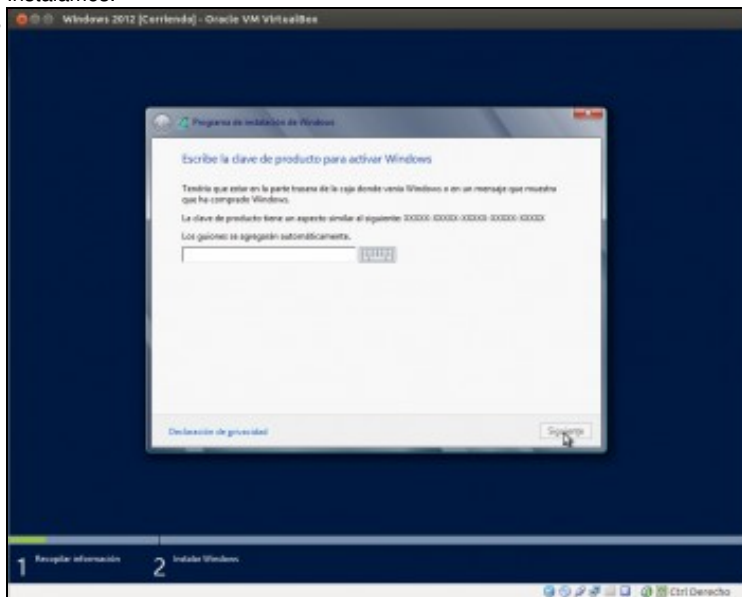 instalamos.
Windows 2012 [Corriendo] - Oracle VM VirtualBox
Programa de instalación de Windows
Escribe la clave de producto para activar Windows
Tendría que estar en la parte trasera de la caja donde venía Windows o en un mensaje que muestra
que ha comprado Windows.
La clave de producto tiene un aspecto similar al siguiente: XXXXX-XXXXX-XXXXX-XXXXX-XXXXX
Los guiones se agregarán automáticamente.
Declaración de privacidad
Siguiente
1 Recopilar información
2 Instalar Windows
Ctrl Derecho